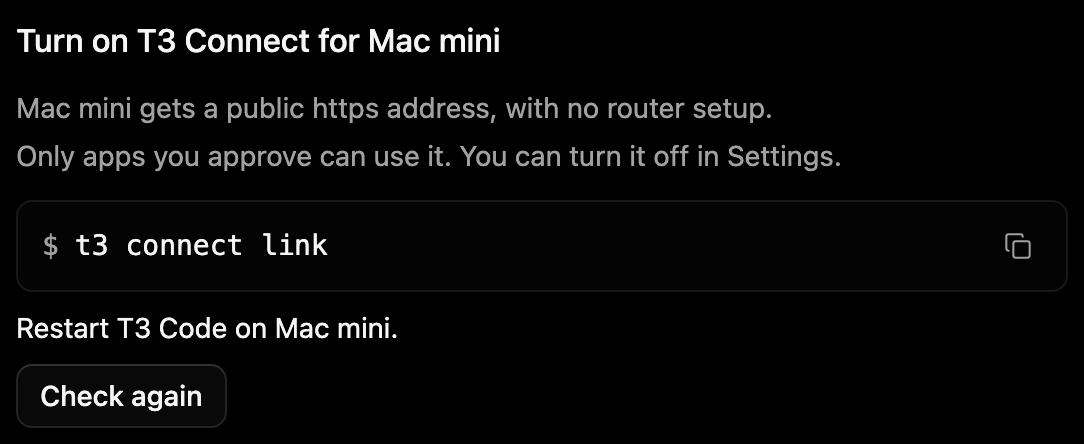 Turn on T3 Connect for Mac mini
Mac mini gets a public https address, with no router setup.
Only apps you approve can use it. You can turn it off in Settings.
$ t3 connect link
Restart T3 Code on Mac mini.
Check again